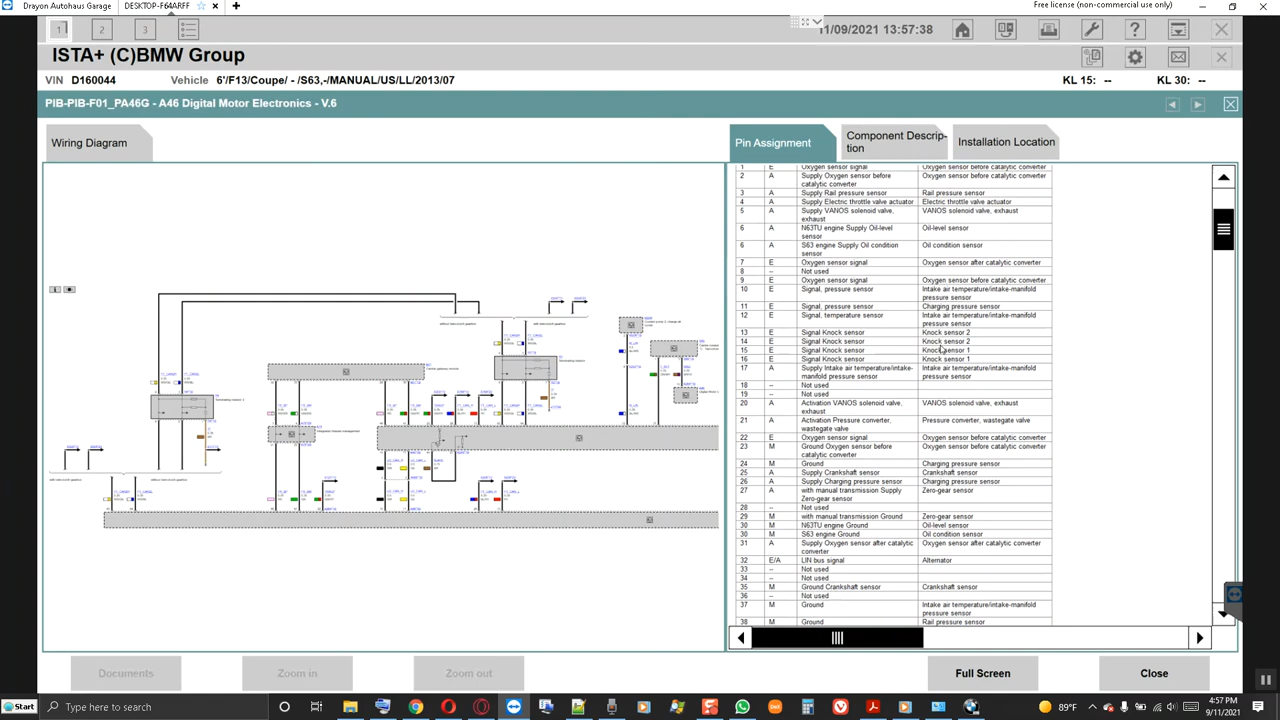 Drayon Autohaus Garage
DESKTOP-F64ARFF
Free license (non-commercial use only)
1 2 3
11/09/2021 13:57:38
ISTA+ (C)BMW Group
VIN D160044 Vehicle 6'/F13/Coupe/ - /S63,-/MANUAL/US/LL/2013/07 KL 15: -- KL 30: --
PIB-PIB-F01_PA46G - A46 Digital Motor Electronics - V.6
Wiring Diagram
Pin Assignment
Component Descrip-
tion
Installation Location
1 E Oxygen sensor signal Oxygen sensor before catalytic converter
2 A Supply Oxygen sensor before Oxygen sensor before catalytic converter
catalytic converter
3 A Supply Rail pressure sensor Rail pressure sensor
4 A Supply Electric throttle valve actuator Electric throttle valve actuator
5 A Supply VANOS solenoid valve, VANOS solenoid valve, exhaust
exhaust
6 A N63TU engine Supply Oil-level Oil-level sensor
sensor
6 A S63 engine Supply Oil condition Oil condition sensor
sensor
7 E Oxygen sensor signal Oxygen sensor after catalytic converter
8 -- Not used
9 E Oxygen sensor signal Oxygen sensor before catalytic converter
10 E Signal, pressure sensor Intake air temperature/intake-manifold
pressure sensor
11 E Signal, pressure sensor Charging pressure sensor
12 E Signal, temperature sensor Intake air temperature/intake-manifold
pressure sensor
13 E Signal Knock sensor Knock sensor 2
14 E Signal Knock sensor Knock sensor 2
15 E Signal Knock sensor Knock sensor 1
16 E Signal Knock sensor Knock sensor 1
17 A Supply Intake air temperature/intake- Intake air temperature/intake-manifold
manifold pressure sensor pressure sensor
18 -- Not used
19 -- Not used
20 A Activation VANOS solenoid valve, VANOS solenoid valve, exhaust
exhaust
21 A Activation Pressure converter, Pressure converter, wastegate valve
wastegate valve
22 E Oxygen sensor signal Oxygen sensor before catalytic converter
23 M Ground Oxygen sensor before Oxygen sensor before catalytic converter
catalytic converter
24 M Ground Charging pressure sensor
25 A Supply Crankshaft sensor Crankshaft sensor
26 A Supply Charging pressure sensor Charging pressure sensor
27 A with manual transmission Supply Zero-gear sensor
Zero-gear sensor
28 -- Not used
29 M with manual transmission Ground Zero-gear sensor
30 M N63TU engine Ground Oil-level sensor
30 M S63 engine Ground Oil condition sensor
31 A Supply Oxygen sensor after catalytic Oxygen sensor after catalytic converter
converter
32 E/A LIN bus signal Alternator
33 -- Not used
34 -- Not used
35 M Ground Crankshaft sensor Crankshaft sensor
36 -- Not used
37 M Ground Intake air temperature/intake-manifold
pressure sensor
38 M Ground Rail pressure sensor
Documents Zoom in Zoom out Full Screen Close
Start Type here to search 89°F 4:57 PM
9/11/2021